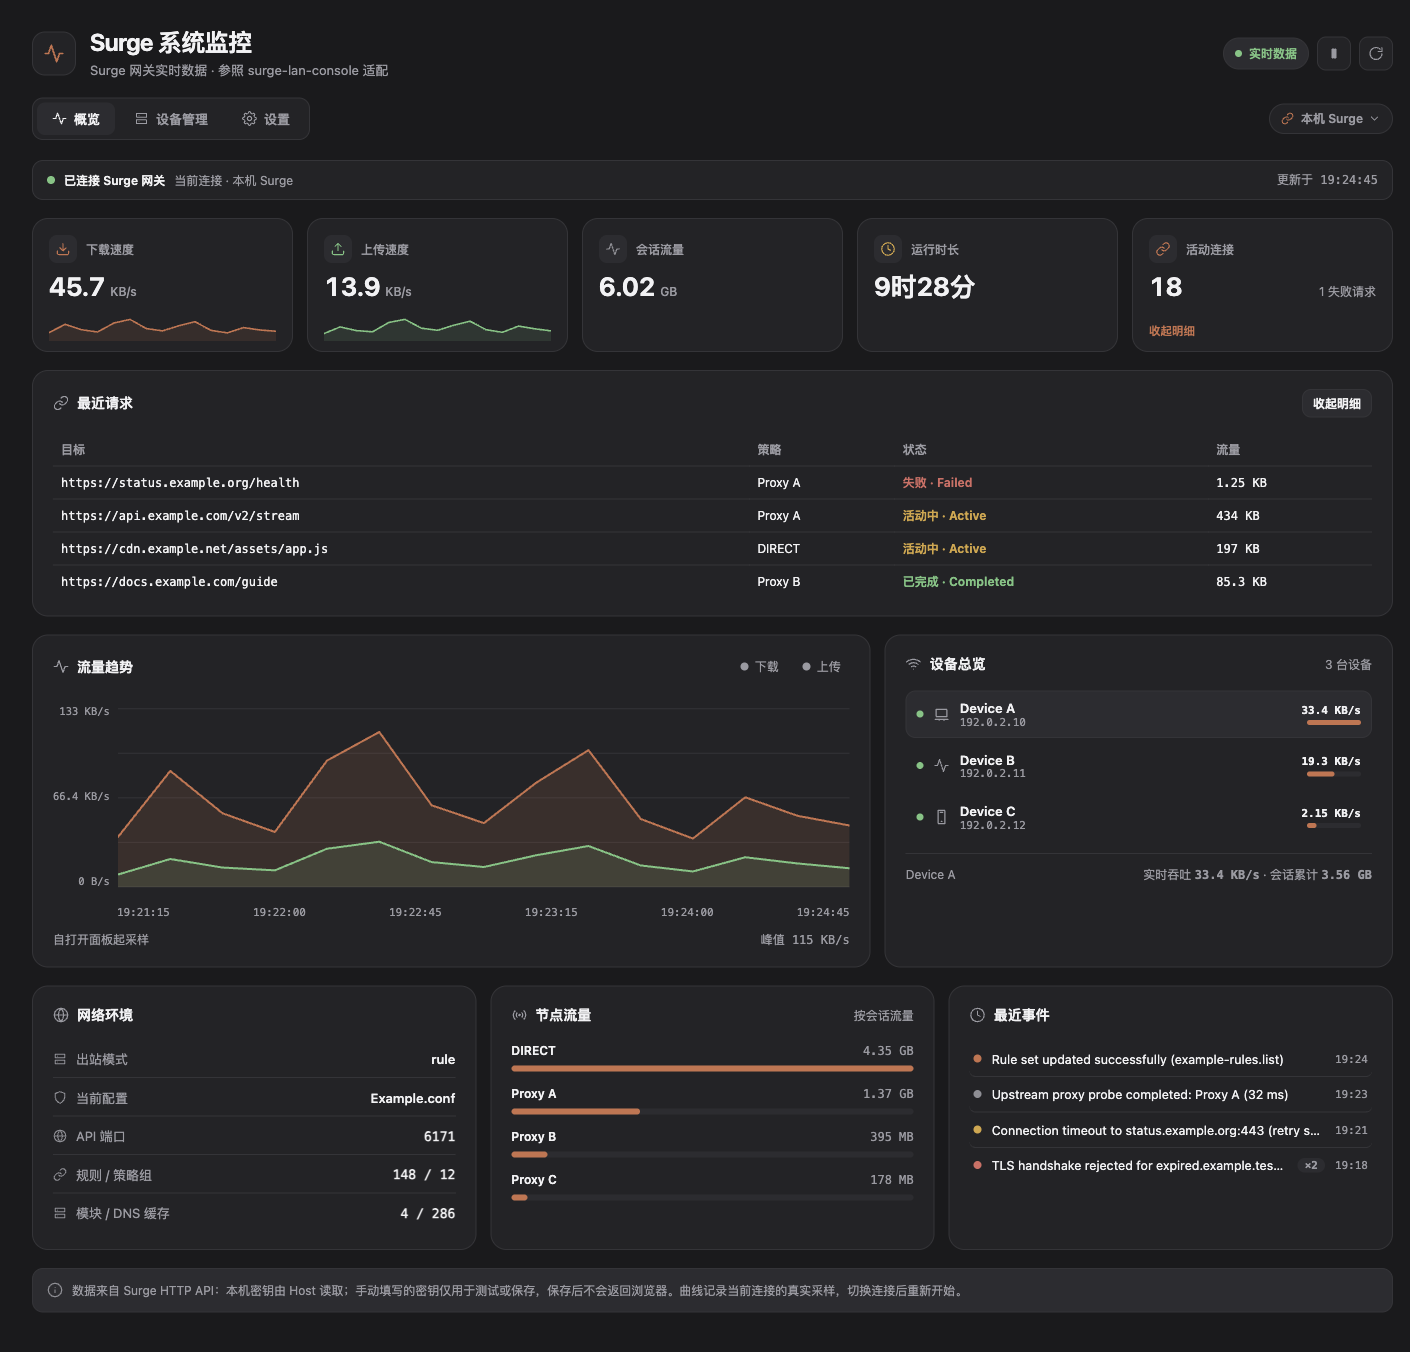 Surge 系统监控
Surge 网关实时数据 · 参照 surge-lan-console 适配
实时数据
概览
设备管理
设置
本机 Surge
已连接 Surge 网关 当前连接 · 本机 Surge
更新于 19:24:45
下载速度
45.7 KB/s
上传速度
13.9 KB/s
会话流量
6.02 GB
运行时长
9时28分
活动连接
18
1 失败请求
收起明细
最近请求
收起明细
目标 策略 状态 流量
https://status.example.org/health Proxy A 失败 · Failed 1.25 KB
https://api.example.com/v2/stream Proxy A 活动中 · Active 434 KB
https://cdn.example.net/assets/app.js DIRECT 活动中 · Active 197 KB
https://docs.example.com/guide Proxy B 已完成 · Completed 85.3 KB
流量趋势
下载
上传
133 KB/s
66.4 KB/s
0 B/s
19:21:15 19:22:00 19:22:45 19:23:15 19:24:00 19:24:45
自打开面板起采样
峰值 115 KB/s
设备总览
3 台设备
Device A
192.0.2.10
33.4 KB/s
Device B
192.0.2.11
19.3 KB/s
Device C
192.0.2.12
2.15 KB/s
Device A
实时吞吐 33.4 KB/s · 会话累计 3.56 GB
网络环境
出站模式 rule
当前配置 Example.conf
API 端口 6171
规则 / 策略组 148 / 12
模块 / DNS 缓存 4 / 286
节点流量
按会话流量
DIRECT 4.35 GB
Proxy A 1.37 GB
Proxy B 395 MB
Proxy C 178 MB
最近事件
Rule set updated successfully (example-rules.list) 19:24
Upstream proxy probe completed: Proxy A (32 ms) 19:23
Connection timeout to status.example.org:443 (retry s... 19:21
TLS handshake rejected for expired.example.tes... ×2 19:18
数据来自 Surge HTTP API：本机密钥由 Host 读取；手动填写的密钥仅用于测试或保存，保存后不会返回浏览器。曲线记录当前连接的真实采样，切换连接后重新开始。